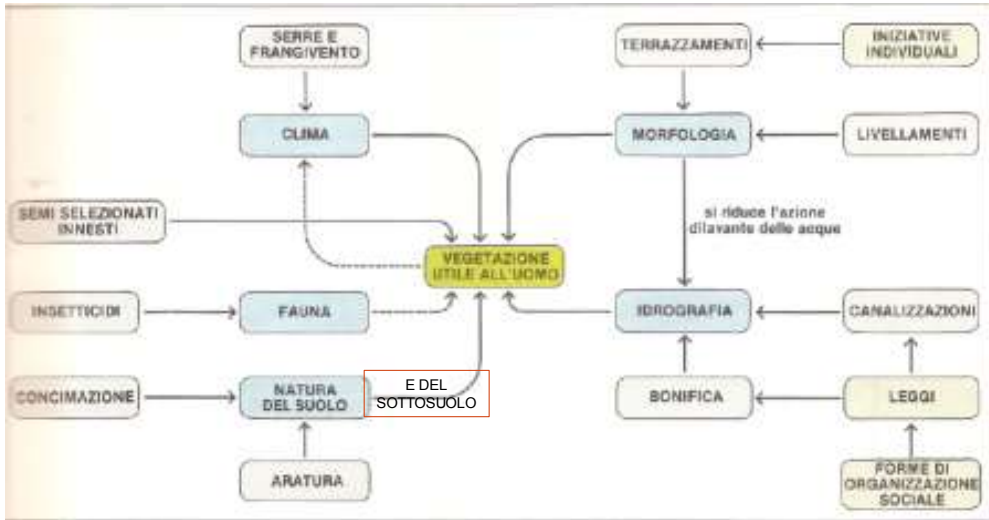 SERRE E
FRANGIVENTO
TERRAZZAMENTI
INIZIATIVE
INDIVIDUALI
CLIMA
MORFOLOGIA
LIVELLAMENTI
SEMI SELEZIONATI
INNESTI
si riduce l'azione
dilavante delle acque
VEGETAZIONE
UTILE ALL'UOMO
INSETTICIDI
FAUNA
IDROGRAFIA
CANALIZZAZIONI
CONCIMAZIONE
NATURA
DEL SUOLO
E DEL
SOTTOSUOLO
BONIFICA
LEGGI
ARATURA
FORME DI
ORGANIZZAZIONE
SOCIALE